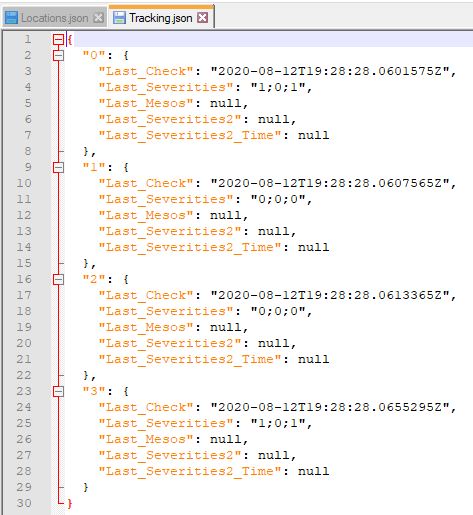 Locations.json Tracking.json
1 {
2 "0": {
3 "Last_Check": "2020-08-12T19:28:28.0601575Z",
4 "Last_Severities": "1;0;1",
5 "Last_Mesos": null,
6 "Last_Severities2": null,
7 "Last_Severities2_Time": null
8 },
9 "1": {
10 "Last_Check": "2020-08-12T19:28:28.0607565Z",
11 "Last_Severities": "0;0;0",
12 "Last_Mesos": null,
13 "Last_Severities2": null,
14 "Last_Severities2_Time": null
15 },
16 "2": {
17 "Last_Check": "2020-08-12T19:28:28.0613365Z",
18 "Last_Severities": "0;0;0",
19 "Last_Mesos": null,
20 "Last_Severities2": null,
21 "Last_Severities2_Time": null
22 },
23 "3": {
24 "Last_Check": "2020-08-12T19:28:28.0655295Z",
25 "Last_Severities": "1;0;1",
26 "Last_Mesos": null,
27 "Last_Severities2": null,
28 "Last_Severities2_Time": null
29 }
30 }